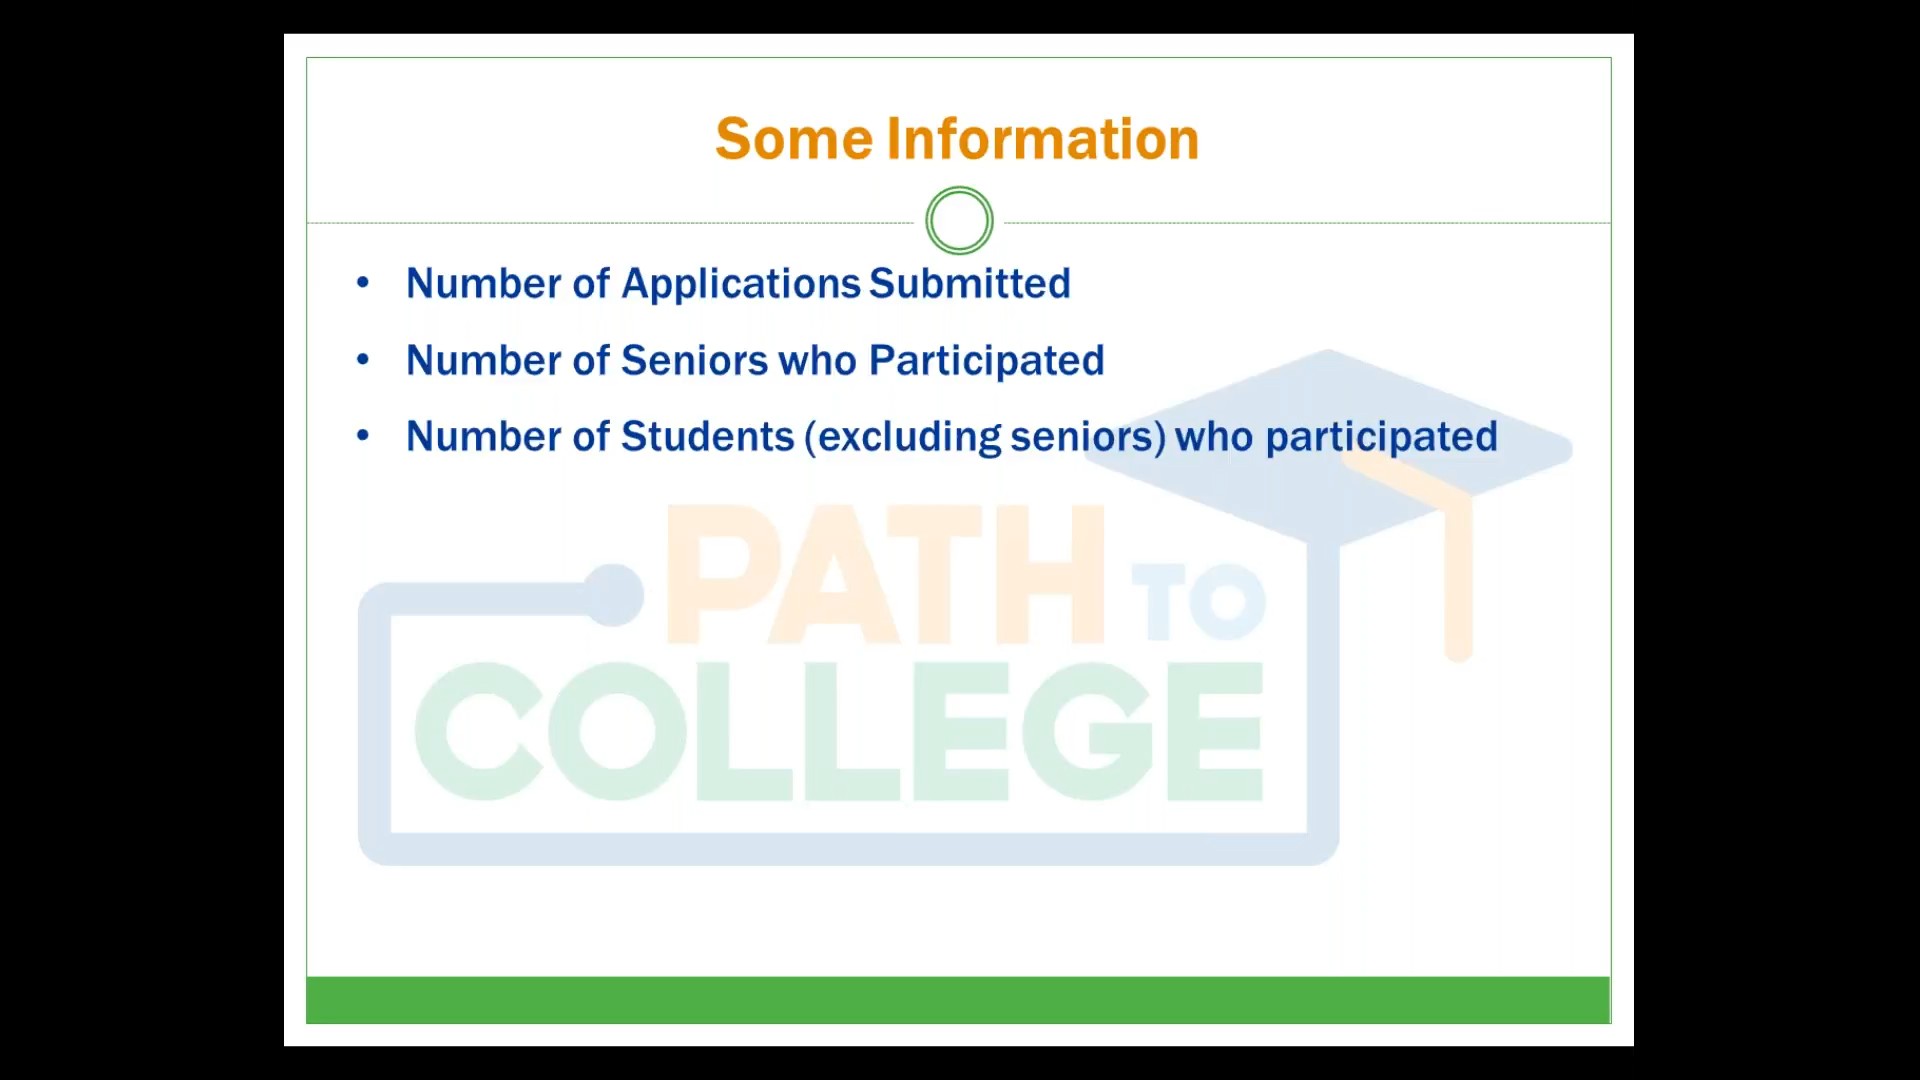 Some Information
• Number of Applications Submitted
• Number of Seniors who Participated
• Number of Students (excluding seniors) who participated
PATH TO
COLLEGE